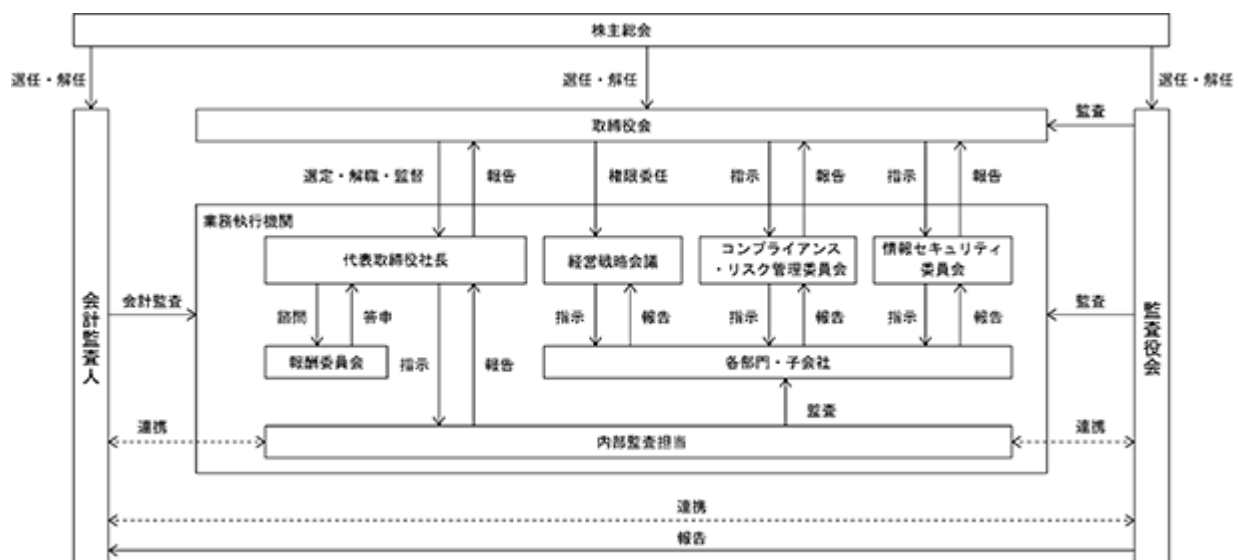 株主総会
選任・解任
選任・解任
選任・解任
取締役会
監査
選定・解職・監督
報告
権限委任
指示
報告
指示
報告
業務執行機関
代表取締役社長
経営戦略会議
コンプライアンス
・リスク管理委員会
情報セキュリティ
委員会
会計監査人
会計監査
監査
監査役会
諮問
答申
指示
報告
指示
報告
指示
報告
報酬委員会
指示
報告
各部門・子会社
監査
連携
内部監査担当
連携
連携
報告